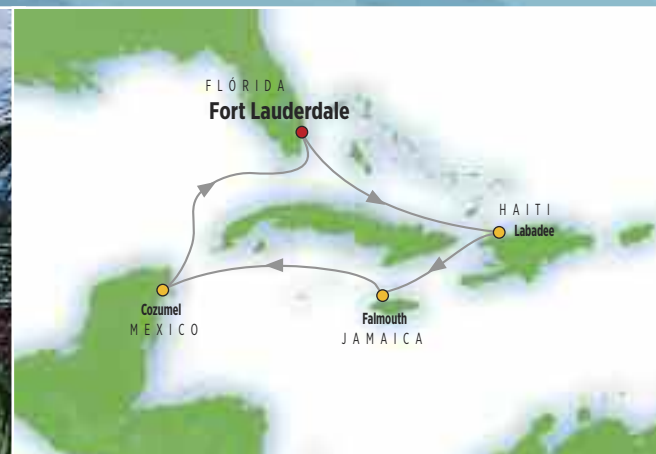 FLÓRIDA
Fort Lauderdale
HAITI
Labadee
Cozumel
MEXICO
Falmouth
JAMAICA